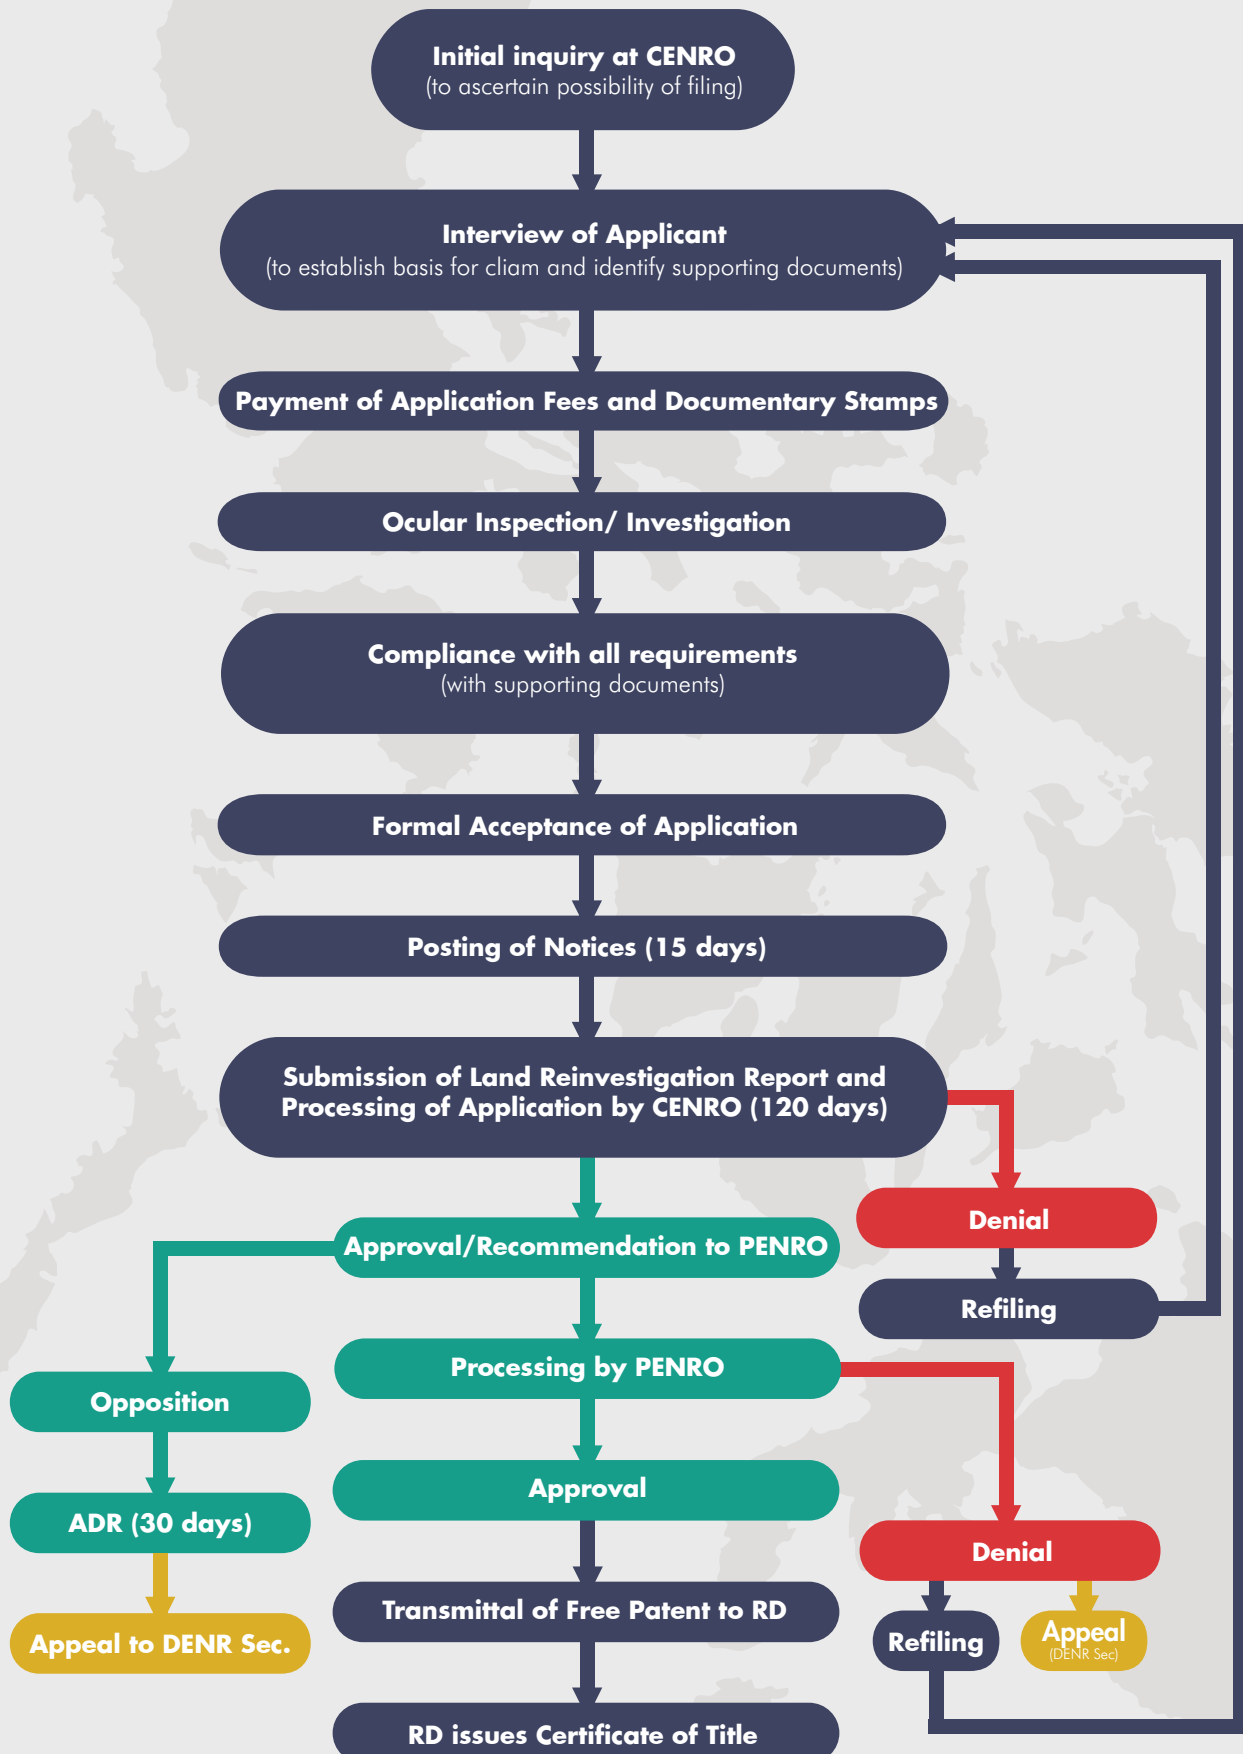 Initial inquiry at CENRO
(to ascertain possibility of filing)
Interview of Applicant
(to establish basis for cliam and identify supporting documents)
Payment of Application Fees and Documentary Stamps
Ocular Inspection/ Investigation
Compliance with all requirements
(with supporting documents)
Formal Acceptance of Application
Posting of Notices (15 days)
Submission of Land Reinvestigation Report and
Processing of Application by CENRO (120 days)
Denial
Approval/Recommendation to PENRO
Refiling
Processing by PENRO
Opposition
Approval
ADR (30 days)
Denial
Transmittal of Free Patent to RD
Appeal to DENR Sec.
Refiling
Appeal
(DENR Sec)
RD issues Certificate of Title